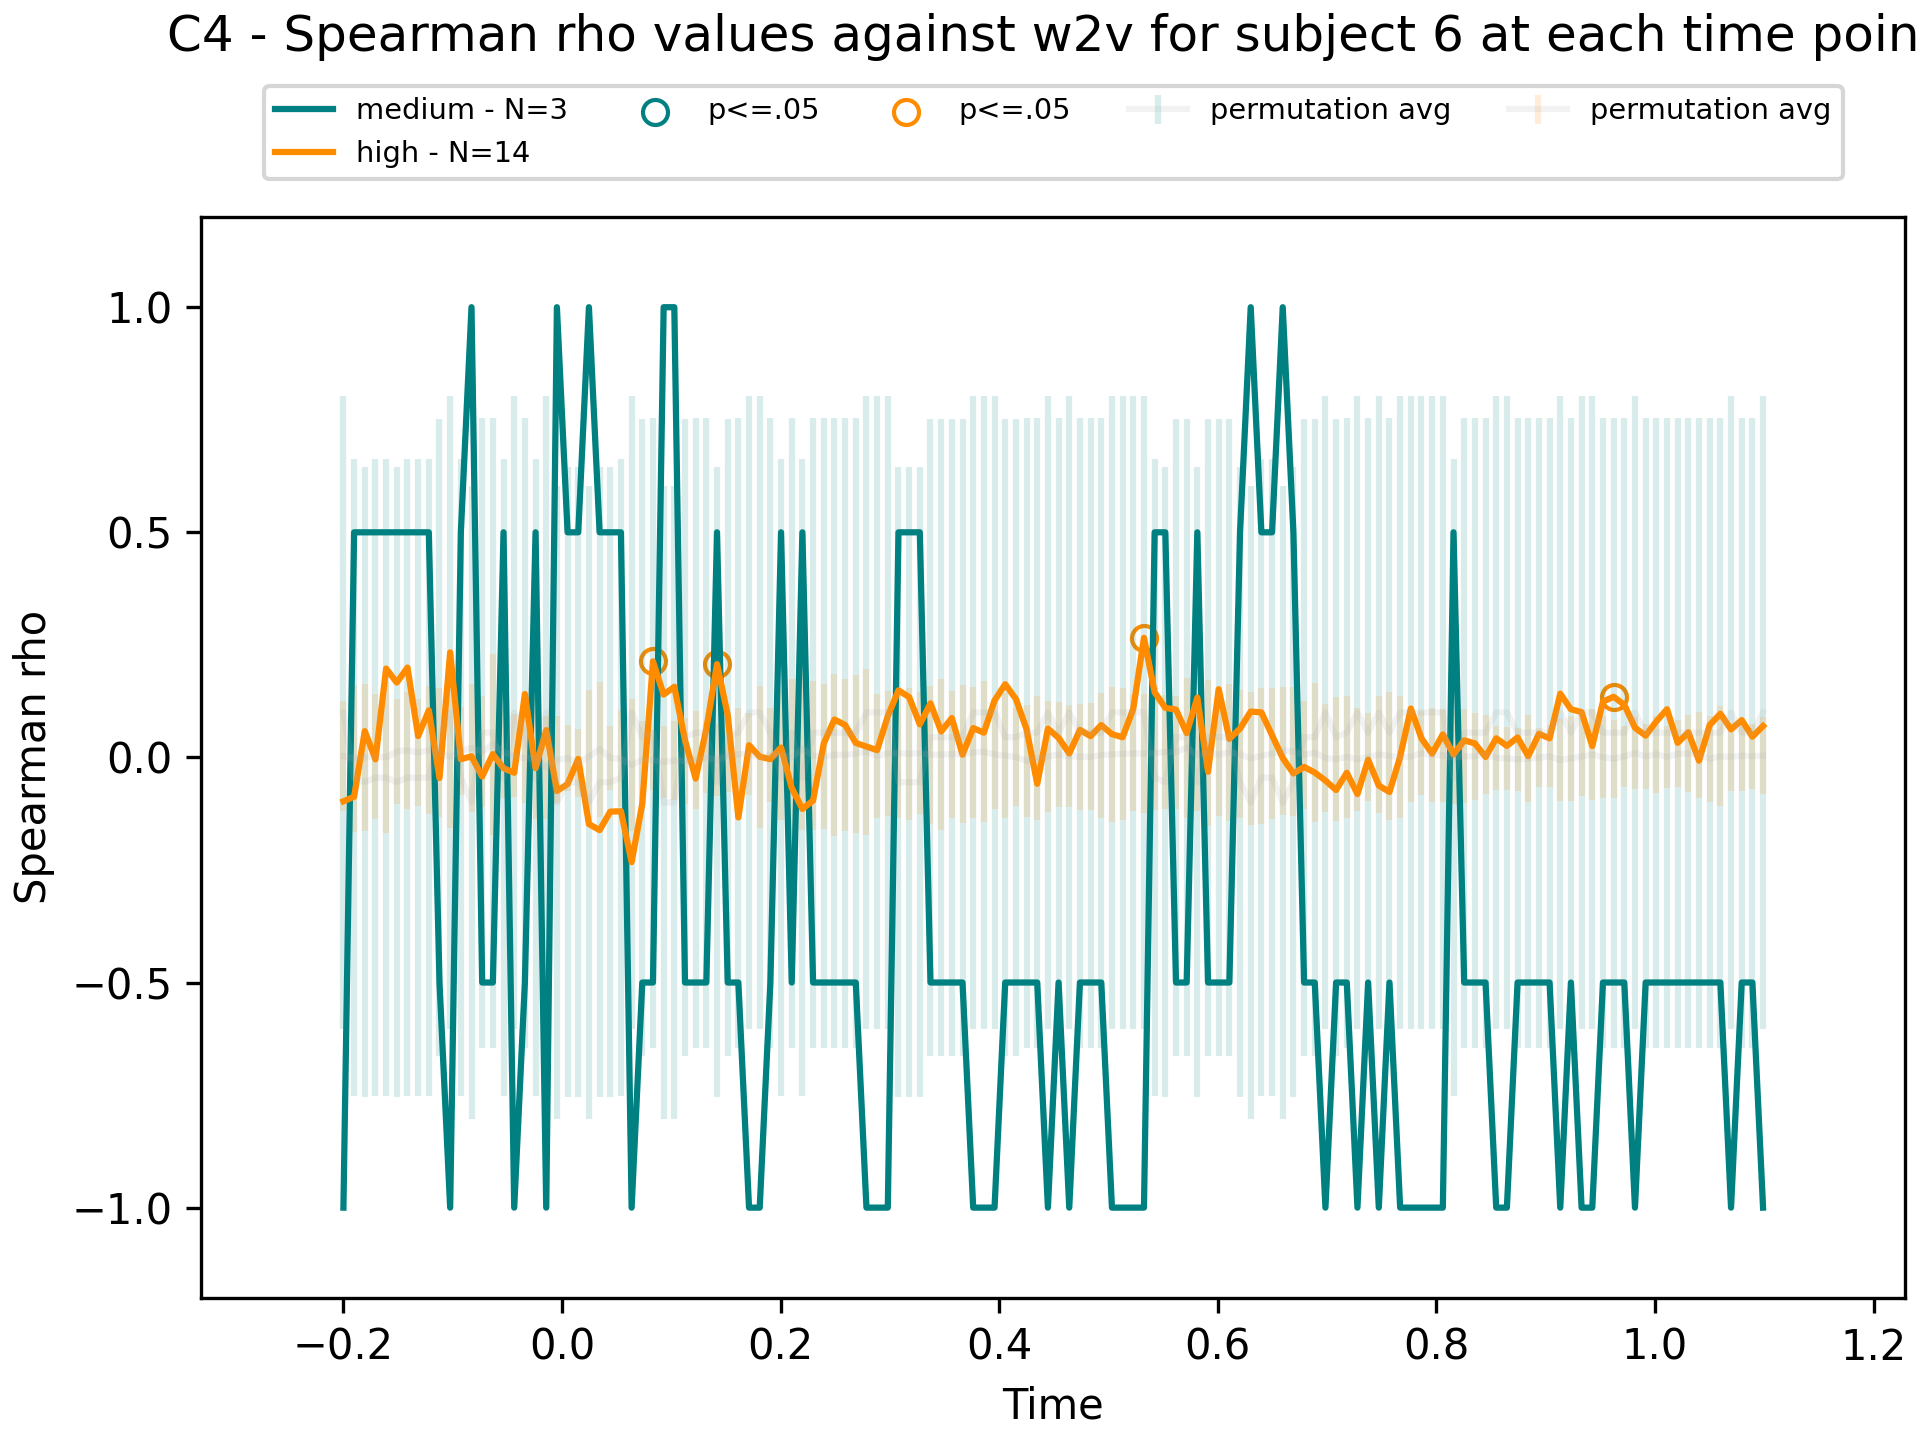 C4 - Spearman rho values against w2v for subject 6 at each time poin
medium - N=3
high - N=14
p<=.05
p<=.05
permutation avg
permutation avg
1.0
0.5
0.0
−0.5
−1.0
Spearman rho
−0.2 0.0 0.2 0.4 0.6 0.8 1.0 1.2
Time